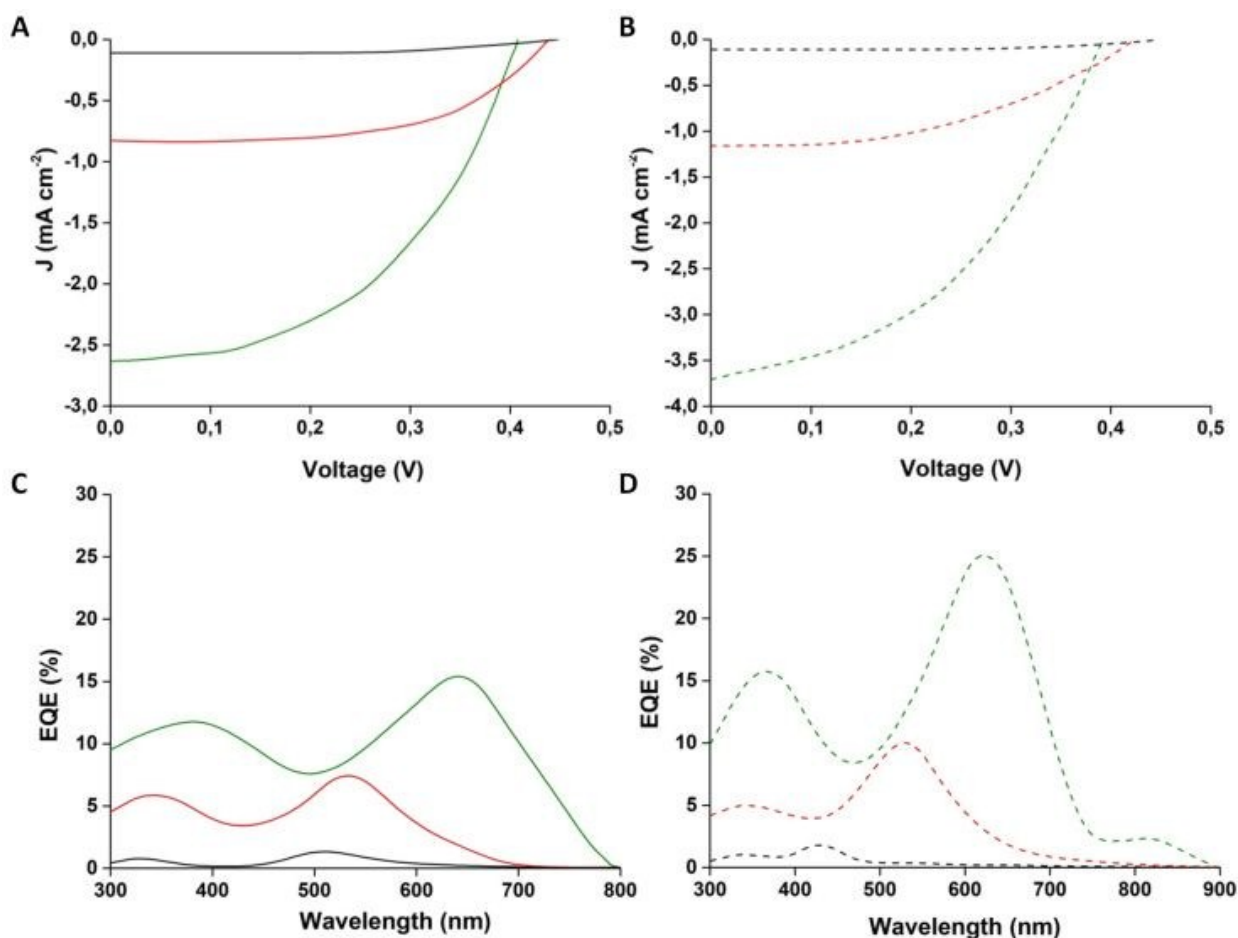 A
0,0
-0,5
-1,0
-1,5
-2,0
-2,5
-3,0
J (mA cm⁻²)
0,0 0,1 0,2 0,3 0,4 0,5
Voltage (V)
B
0,0
-0,5
-1,0
-1,5
-2,0
-2,5
-3,0
-3,5
-4,0
J (mA cm⁻²)
0,0 0,1 0,2 0,3 0,4 0,5
Voltage (V)
C
30
25
20
15
10
5
0
EQE (%)
300 400 500 600 700 800
Wavelength (nm)
D
30
25
20
15
10
5
0
EQE (%)
300 400 500 600 700 800 900
Wavelength (nm)